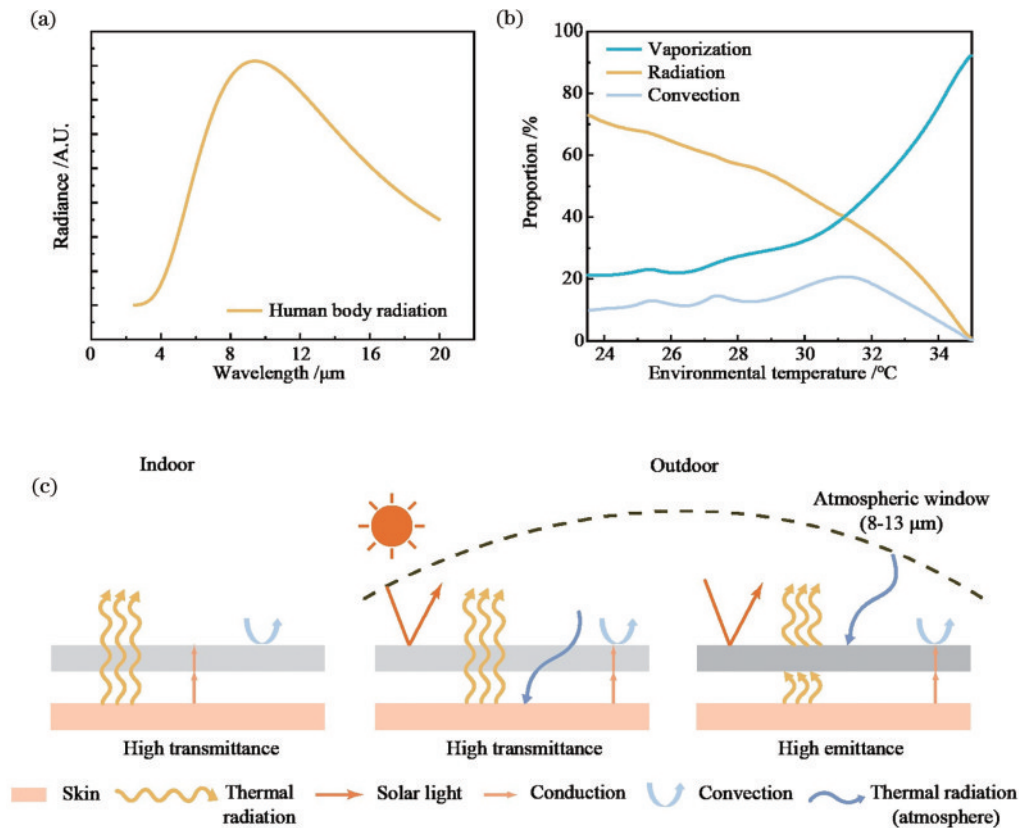 (a)
Radiance /A.U.
Human body radiation
0 4 8 12 16 20
Wavelength /μm
(b)
100
80
60
40
20
0
Proportion /%
Vaporization
Radiation
Convection
24 26 28 30 32 34
Environmental temperature /℃
(c)
Indoor
Outdoor
Atmospheric window
(8-13 μm)
High transmittance
High transmittance
High emittance
Skin
Thermal
radiation
Solar light
Conduction
Convection
Thermal radiation
(atmosphere)